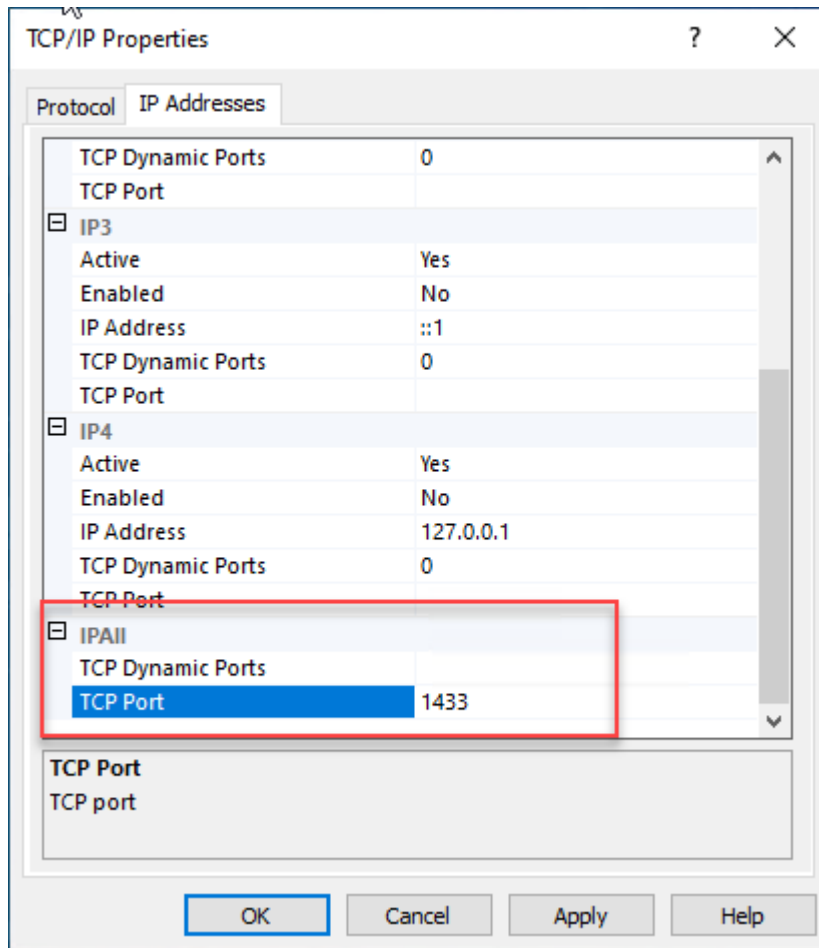 TCP/IP Properties ?
Protocol IP Addresses
TCP Dynamic Ports 0
TCP Port
IP3
Active Yes
Enabled No
IP Address ::1
TCP Dynamic Ports 0
TCP Port
IP4
Active Yes
Enabled No
IP Address 127.0.0.1
TCP Dynamic Ports 0
TCP Port
IPAll
TCP Dynamic Ports
TCP Port 1433
TCP Port
TCP port
OK Cancel Apply Help